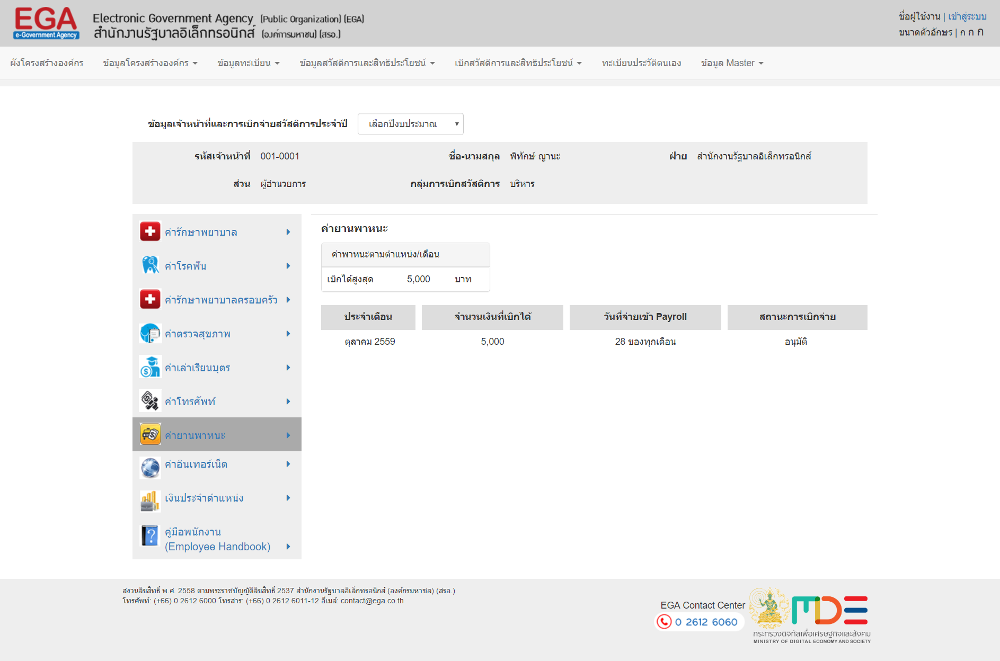 EGA
e-Government Agency
Electronic Government Agency (Public Organization) (EGA)
สำนักงานรัฐบาลอิเล็กทรอนิกส์ (องค์การมหาชน) (สรอ.)
ชื่อผู้ใช้งาน | เข้าสู่ระบบ
ขนาดตัวอักษร | ก ก ก
ผังโครงสร้างองค์กร ข้อมูลโครงสร้างองค์กร ข้อมูลทะเบียน ข้อมูลสวัสดิการและสิทธิประโยชน์ เบิกสวัสดิการและสิทธิประโยชน์ ทะเบียนประวัติตนเอง ข้อมูล Master
ข้อมูลเจ้าหน้าที่และการเบิกจ่ายสวัสดิการประจำปี เลือกปีงบประมาณ
รหัสเจ้าหน้าที่ 001-0001 ชื่อ-นามสกุล พิทักษ์ ญานะ ฝ่าย สำนักงานรัฐบาลอิเล็กทรอนิกส์
ส่วน ผู้อำนวยการ กลุ่มการเบิกสวัสดิการ บริหาร
ค่ารักษาพยาบาล
ค่าโรคฟัน
ค่ารักษาพยาบาลครอบครัว
ค่าตรวจสุขภาพ
ค่าเล่าเรียนบุตร
ค่าโทรศัพท์
ค่ายานพาหนะ
ค่าอินเทอร์เน็ต
เงินประจำตำแหน่ง
คู่มือพนักงาน
(Employee Handbook)
ค่ายานพาหนะ
ค่าพาหนะตามตำแหน่ง/เดือน
เบิกได้สูงสุด 5,000 บาท
ประจำเดือน จำนวนเงินที่เบิกได้ วันที่จ่ายเข้า Payroll สถานะการเบิกจ่าย
ตุลาคม 2559 5,000 28 ของทุกเดือน อนุมัติ
สงวนลิขสิทธิ์ พ.ศ. 2558 ตามพระราชบัญญัติลิขสิทธิ์ 2537 สำนักงานรัฐบาลอิเล็กทรอนิกส์ (องค์กรมหาชล) (สรอ.)
โทรศัพท์: (+66) 0 2612 6000 โทรสาร: (+66) 0 2612 6011-12 อีเมล์: contact@ega.co.th
EGA Contact Center
0 2612 6060
MDE
กระทรวงดิจิทัลเพื่อเศรษฐกิจและสังคม
MINISTRY OF DIGITAL ECONOMY AND SOCIETY